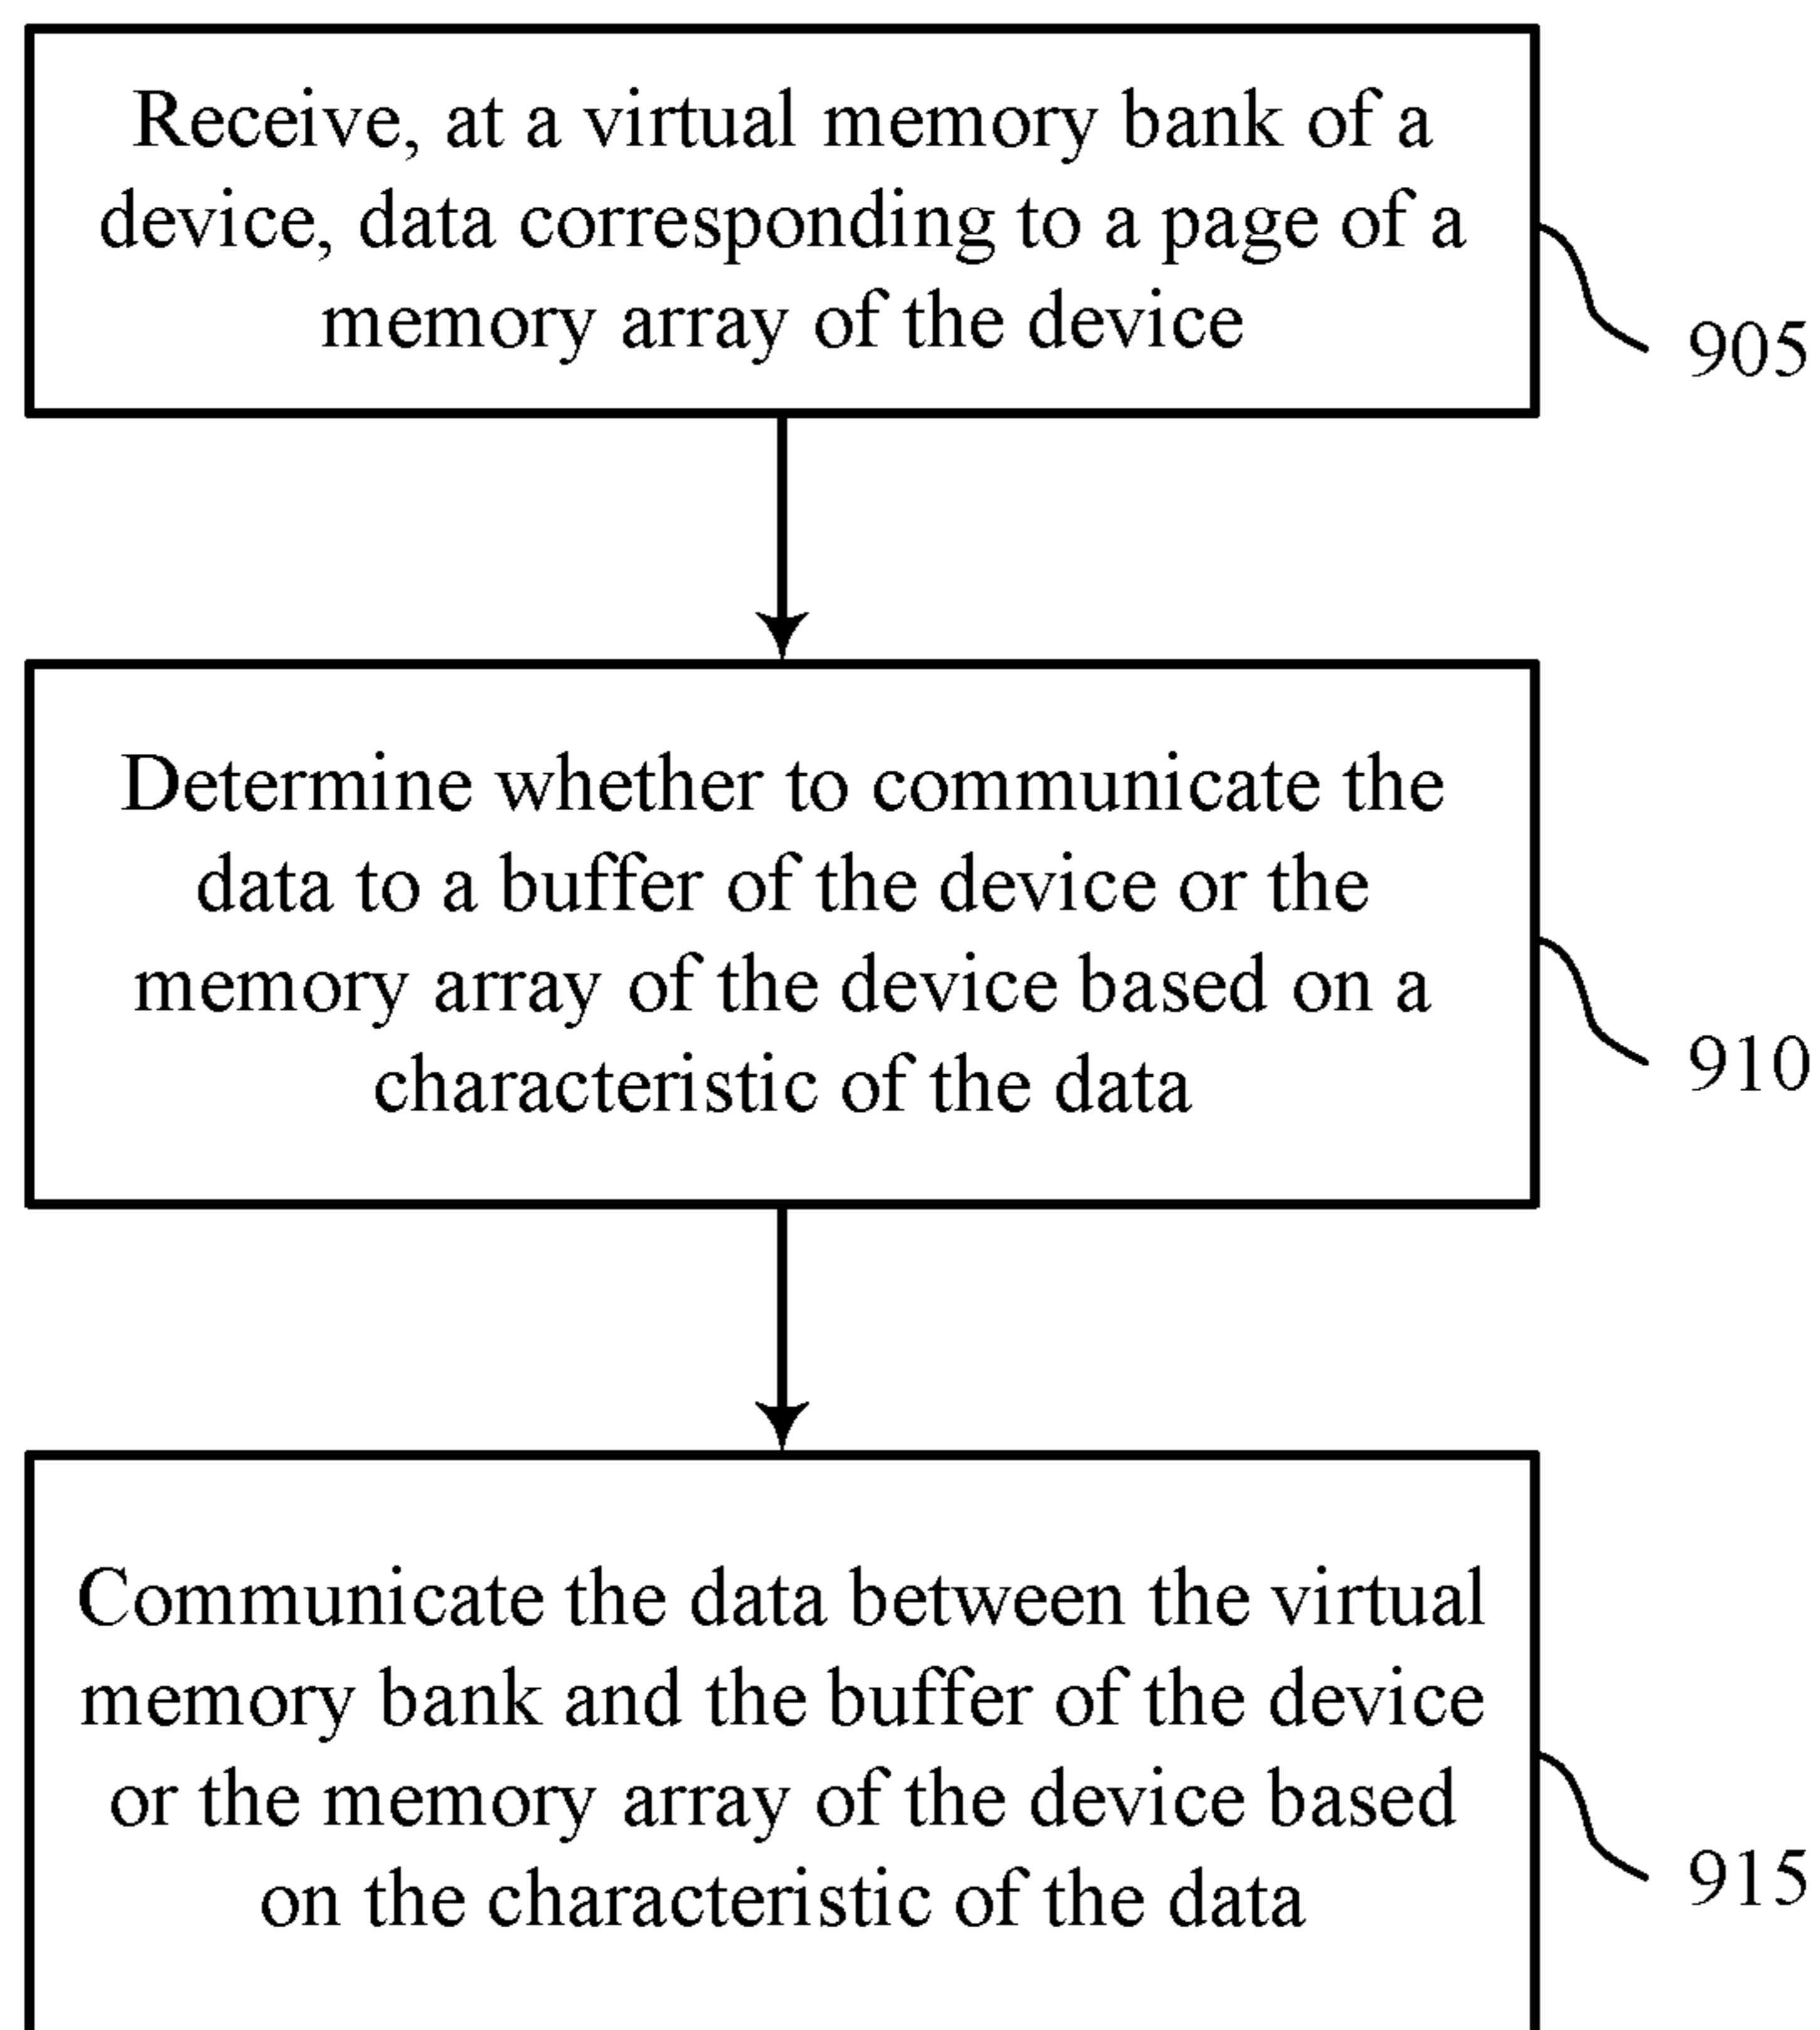 Receive, at a virtual memory bank of a
device, data corresponding to a page of a
memory array of the device
905
Determine whether to communicate the
data to a buffer of the device or the
memory array of the device based on a
characteristic of the data
910
Communicate the data between the virtual
memory bank and the buffer of the device
or the memory array of the device based
on the characteristic of the data
915